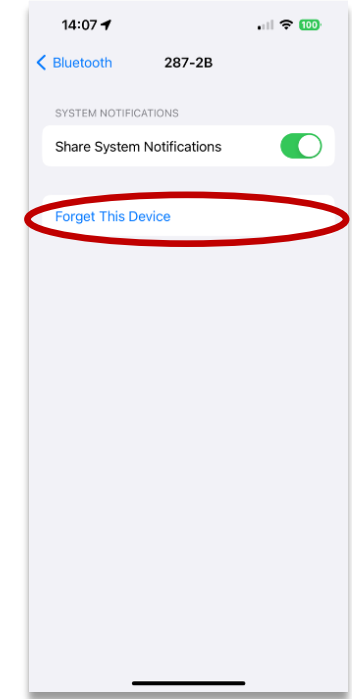 14:07
100
Bluetooth
287-2B
SYSTEM NOTIFICATIONS
Share System Notifications
Forget This Device